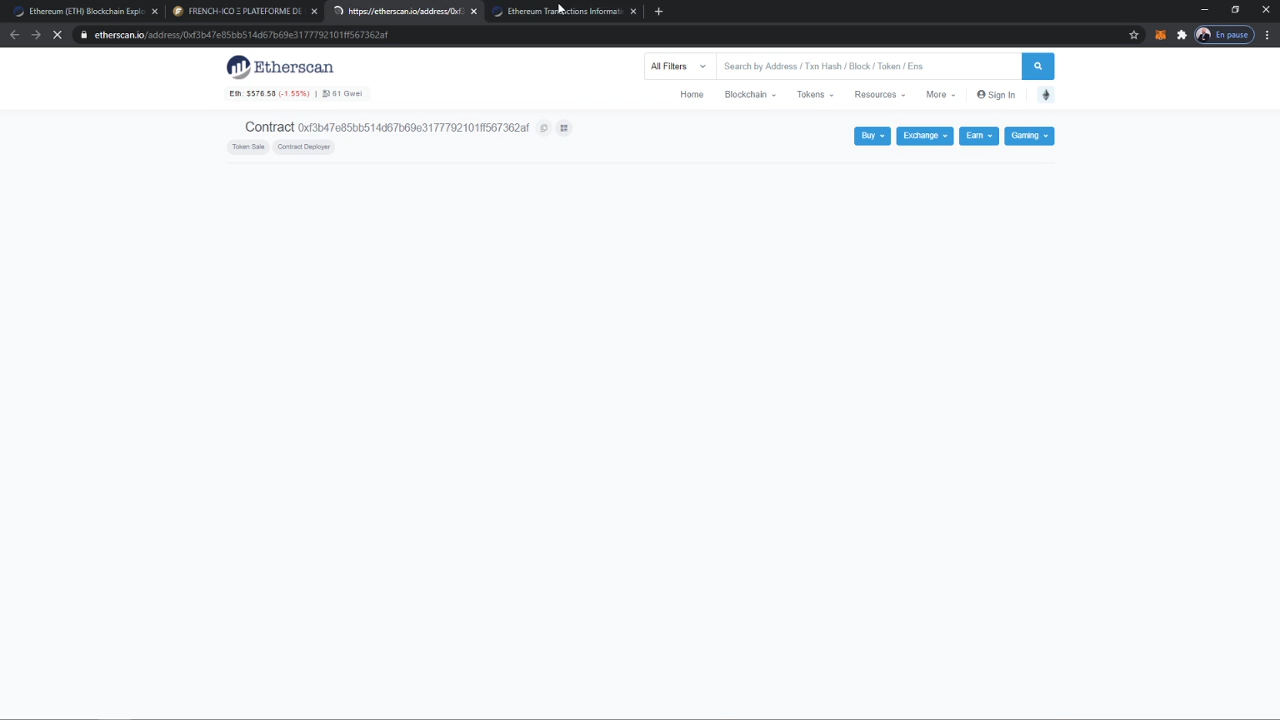 Ethereum (ETH) Blockchain Explo
FRENCH-ICO Ξ PLATEFORME DE
https://etherscan.io/address/0xf3
Ethereum Transactions Informati
etherscan.io/address/0xf3b47e85bb514d67b69e3177792101ff567362af
En pause
Etherscan
All Filters
Search by Address / Txn Hash / Block / Token / Ens
Eth: $576.58 (-1.55%) | 61 Gwei
Home
Blockchain
Tokens
Resources
More
Sign In
Contract 0xf3b47e85bb514d67b69e3177792101ff567362af
Buy
Exchange
Earn
Gaming
Token Sale
Contract Deployer